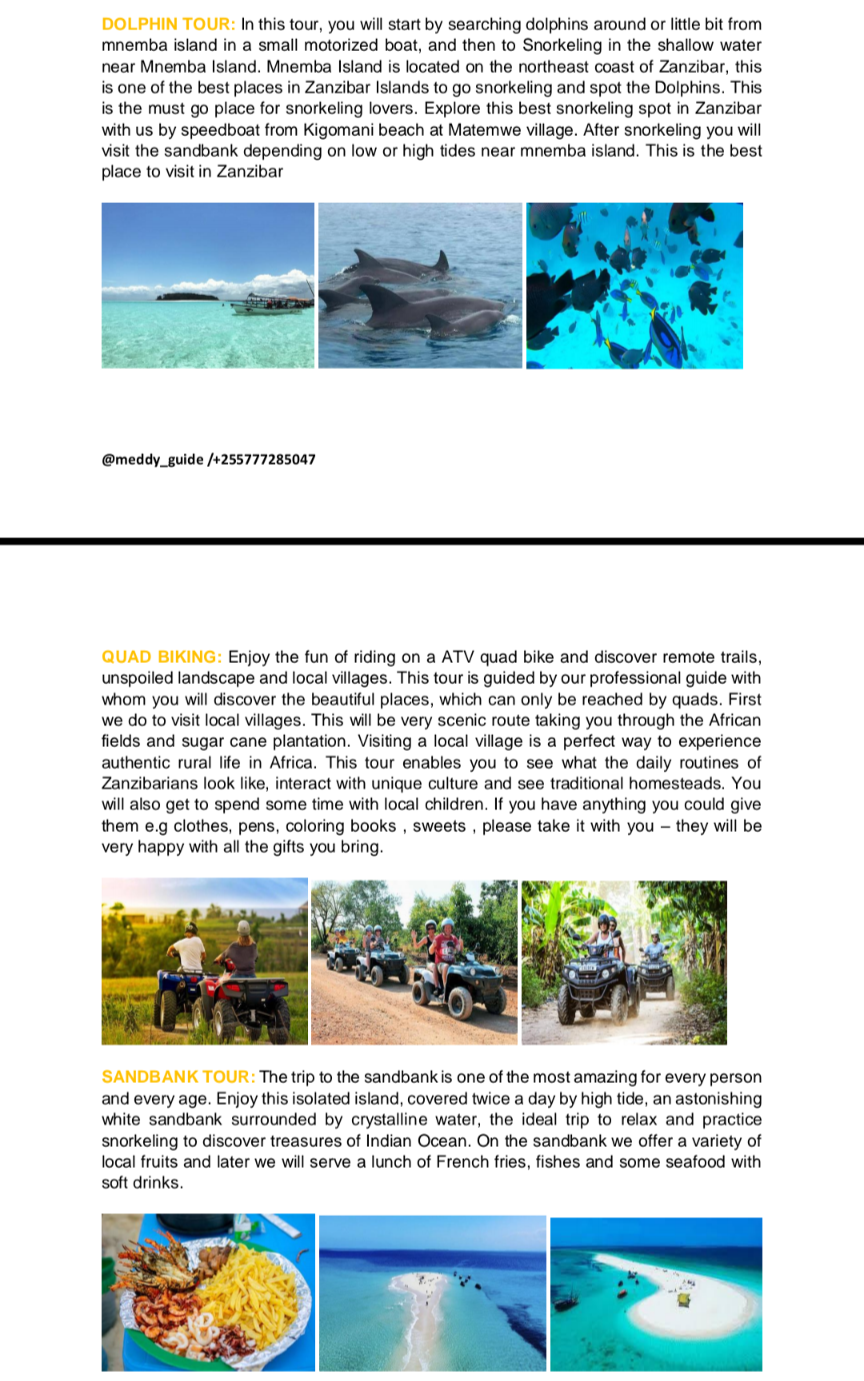 DOLPHIN TOUR: In this tour, you will start by searching dolphins around or little bit from
mnemba island in a small motorized boat, and then to Snorkeling in the shallow water
near Mnemba Island. Mnemba Island is located on the northeast coast of Zanzibar, this
is one of the best places in Zanzibar Islands to go snorkeling and spot the Dolphins. This
is the must go place for snorkeling lovers. Explore this best snorkeling spot in Zanzibar
with us by speedboat from Kigomani beach at Matemwe village. After snorkeling you will
visit the sandbank depending on low or high tides near mnemba island. This is the best
place to visit in Zanzibar
@meddy_guide /+255777285047
QUAD BIKING: Enjoy the fun of riding on a ATV quad bike and discover remote trails,
unspoiled landscape and local villages. This tour is guided by our professional guide with
whom you will discover the beautiful places, which can only be reached by quads. First
we do to visit local villages. This will be very scenic route taking you through the African
fields and sugar cane plantation. Visiting a local village is a perfect way to experience
authentic rural life in Africa. This tour enables you to see what the daily routines of
Zanzibarians look like, interact with unique culture and see traditional homesteads. You
will also get to spend some time with local children. If you have anything you could give
them e.g clothes, pens, coloring books , sweets , please take it with you – they will be
very happy with all the gifts you bring.
SANDBANK TOUR: The trip to the sandbank is one of the most amazing for every person
and every age. Enjoy this isolated island, covered twice a day by high tide, an astonishing
white sandbank surrounded by crystalline water, the ideal trip to relax and practice
snorkeling to discover treasures of Indian Ocean. On the sandbank we offer a variety of
local fruits and later we will serve a lunch of French fries, fishes and some seafood with
soft drinks.